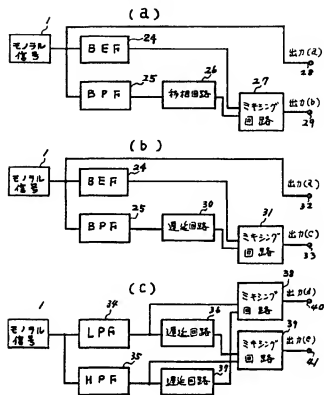 (a)
1
モノラル
信号
BEF
24
BPF
25
移相回路
26
ミキシング
回路
27
出力(a)
28
出力(b)
29
(b)
1
モノラル
信号
BEF
24
BPF
25
遅延回路
30
ミキシング
回路
31
出力(a)
32
出力(c)
33
(c)
1
モノラル
信号
LPF
34
HPF
35
遅延回路
36
遅延回路
37
ミキシング
回路
38
ミキシング
回路
39
出力(d)
40
出力(e)
41